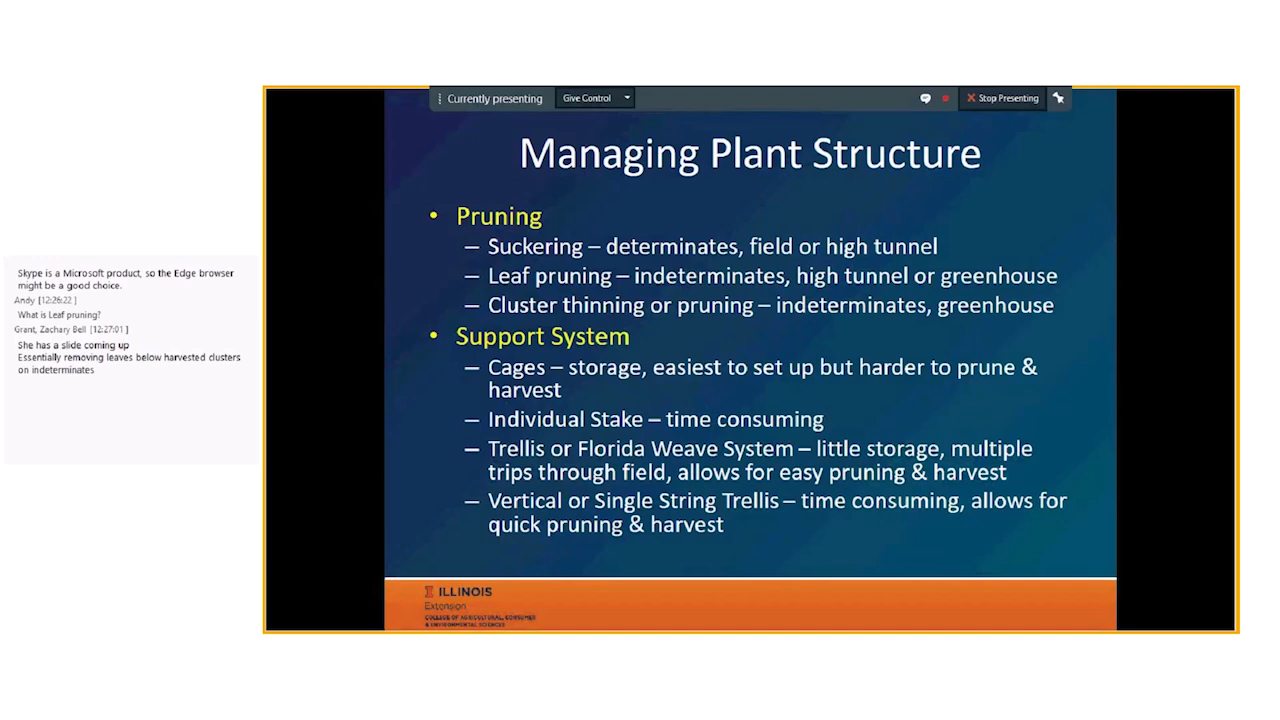 Currently presenting
Give Control
Stop Presenting
Managing Plant Structure
• Pruning
– Suckering – determinates, field or high tunnel
– Leaf pruning – indeterminates, high tunnel or greenhouse
– Cluster thinning or pruning – indeterminates, greenhouse
• Support System
– Cages – storage, easiest to set up but harder to prune &
harvest
– Individual Stake – time consuming
– Trellis or Florida Weave System – little storage, multiple
trips through field, allows for easy pruning & harvest
– Vertical or Single String Trellis – time consuming, allows for
quick pruning & harvest
I ILLINOIS
Extension
COLLEGE OF AGRICULTURAL, CONSUMER
& ENVIRONMENTAL SCIENCES
Skype is a Microsoft product, so the Edge browser
might be a good choice.
Andy [12:26:22 ]
What is Leaf pruning?
Grant, Zachary Bell [12:27:01 ]
She has a slide coming up
Essentially removing leaves below harvested clusters
on indeterminates